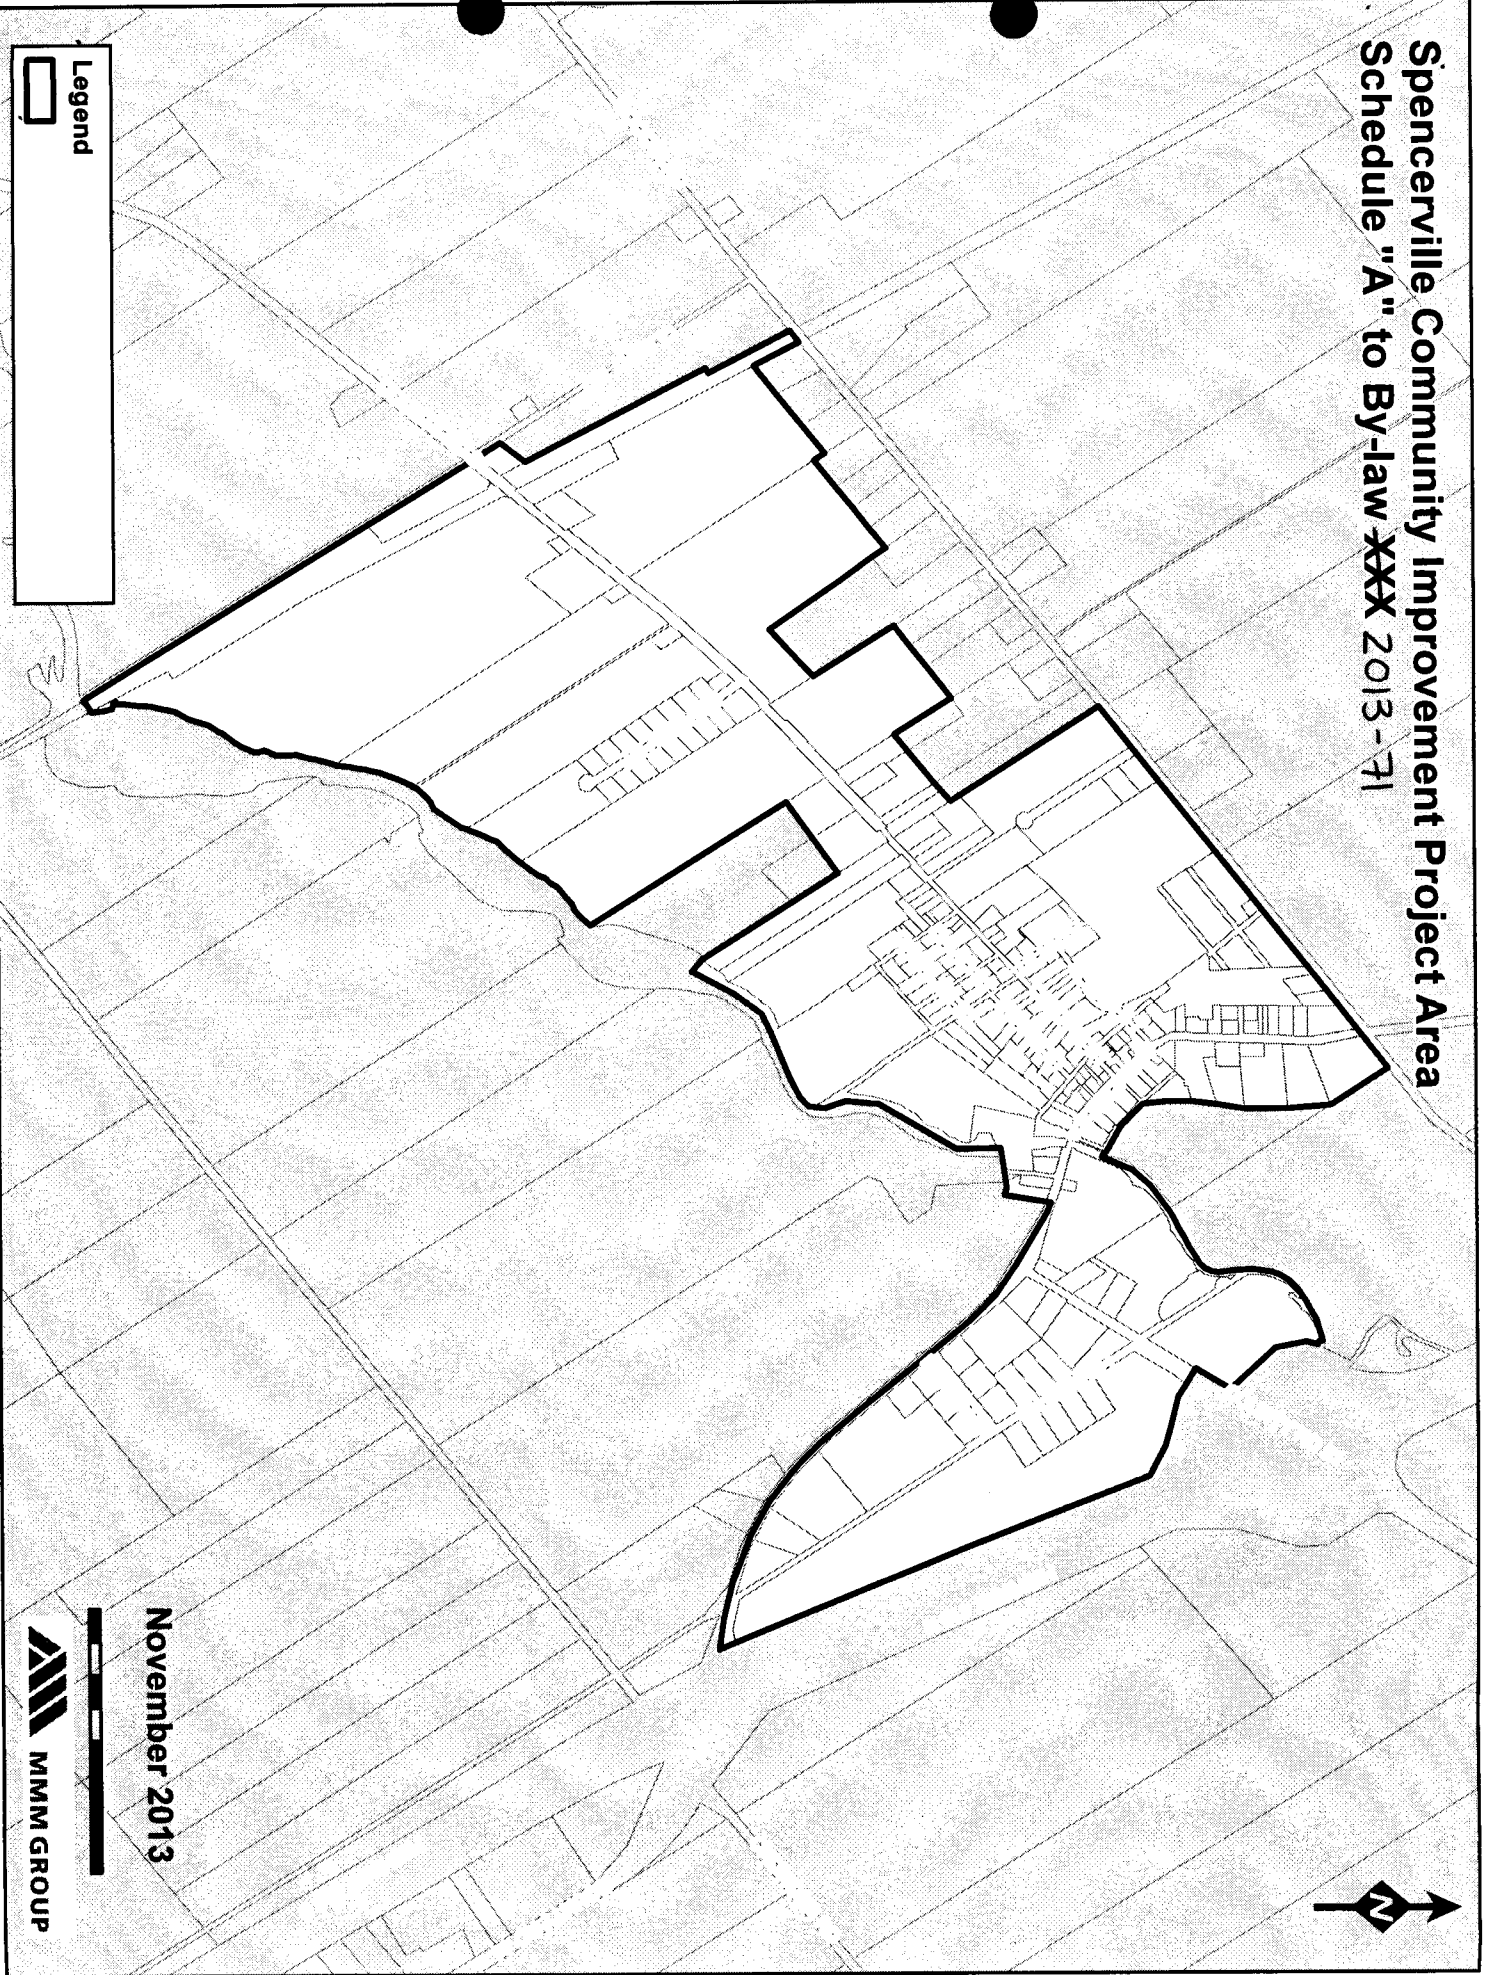 Spencerville Community Improvement Project Area
Schedule "A" to By-law XXX 2013-71
Legend
November 2013
MMM GROUP
N